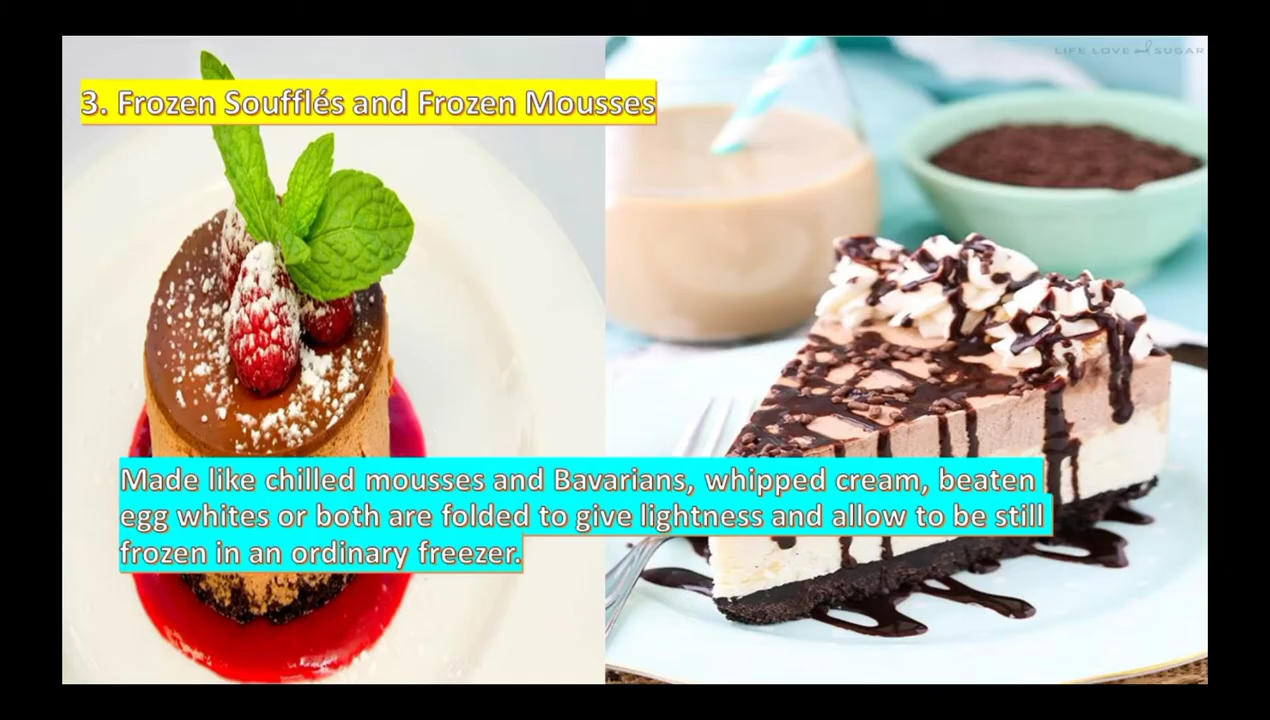 LIFE LOVE and SUGAR
3. Frozen Soufflés and Frozen Mousses
Made like chilled mousses and Bavarians, whipped cream, beaten
egg whites or both are folded to give lightness and allow to be still
frozen in an ordinary freezer.